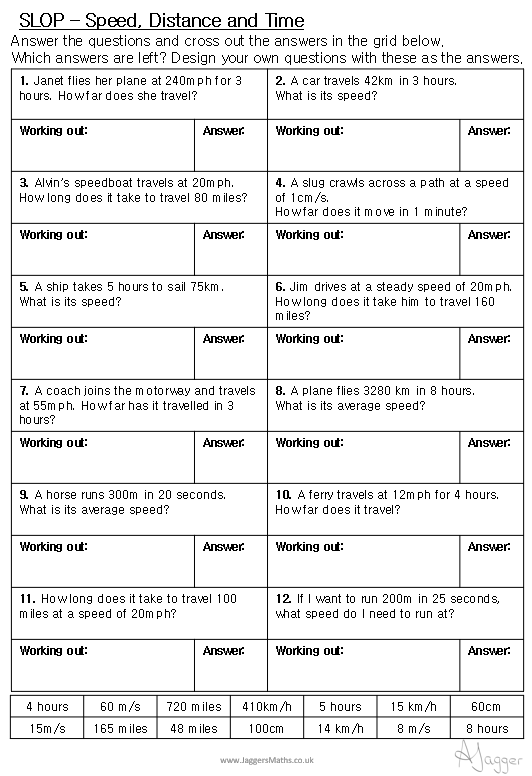 SLOP – Speed, Distance and Time
Answer the questions and cross out the answers in the grid below.
Which answers are left? Design your own questions with these as the answers.
1. Janet flies her plane at 240mph for 3
hours. How far does she travel?
2. A car travels 42km in 3 hours.
What is its speed?
Working out: Answer:
Working out: Answer:
3. Alvin's speedboat travels at 20mph.
How long does it take to travel 80 miles?
4. A slug crawls across a path at a speed
of 1cm/s.
How far does it move in 1 minute?
Working out: Answer:
Working out: Answer:
5. A ship takes 5 hours to sail 75km.
What is its speed?
6. Jim drives at a steady speed of 20mph.
How long does it take him to travel 160
miles?
Working out: Answer:
Working out: Answer:
7. A coach joins the motorway and travels
at 55mph. How far has it travelled in 3
hours?
8. A plane flies 3280 km in 8 hours.
What is its average speed?
Working out: Answer:
Working out: Answer:
9. A horse runs 300m in 20 seconds.
What is its average speed?
10. A ferry travels at 12mph for 4 hours.
How far does it travel?
Working out: Answer:
Working out: Answer:
11. How long does it take to travel 100
miles at a speed of 20mph?
12. If I want to run 200m in 25 seconds,
what speed do I need to run at?
Working out: Answer:
Working out: Answer:
4 hours 60 m/s 720 miles 410km/h 5 hours 15 km/h 60cm
15m/s 165 miles 48 miles 100cm 14 km/h 8 m/s 8 hours
www.JaggersMaths.co.uk
A Jagger